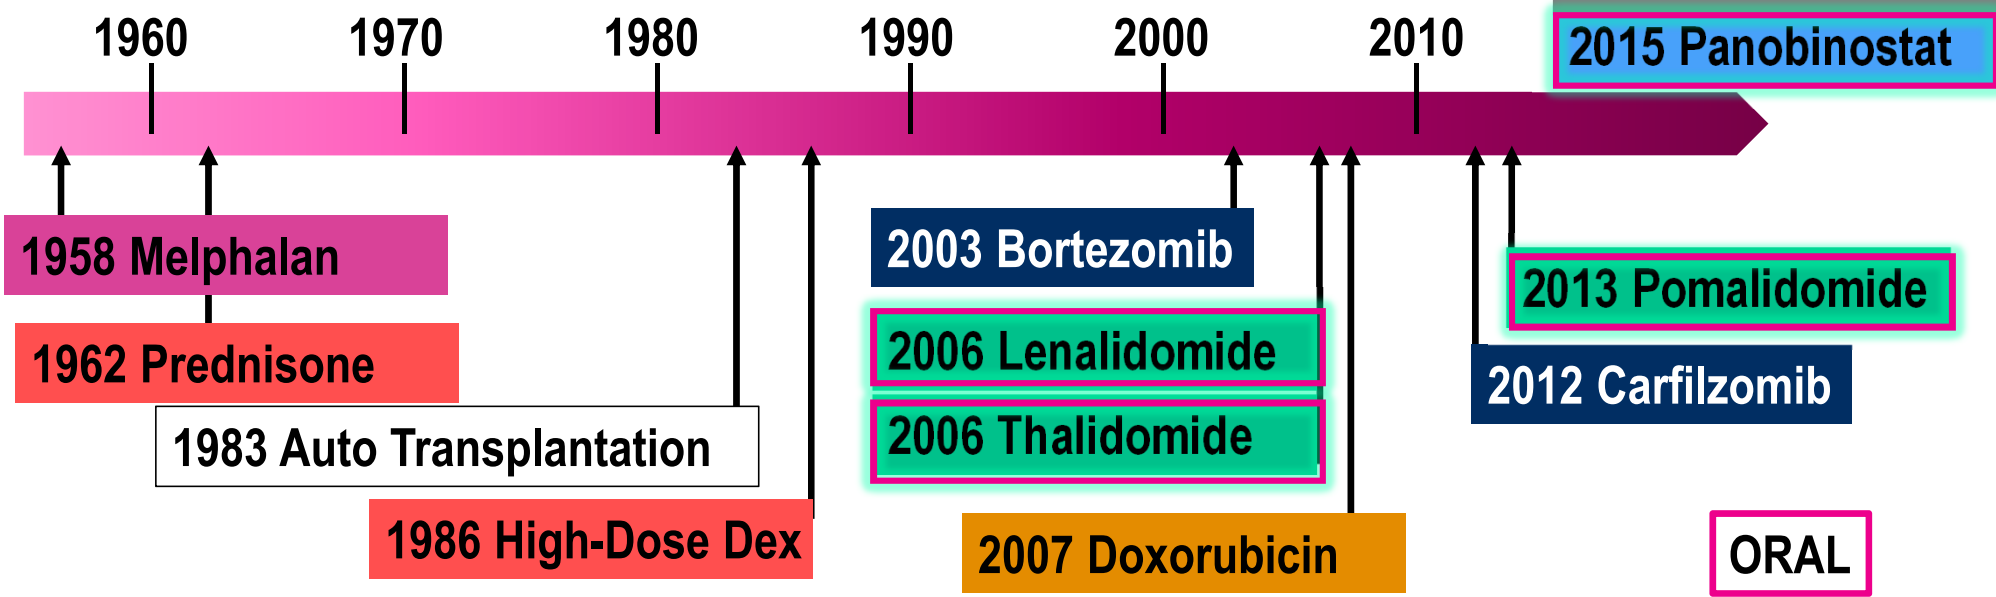 1960
1970
1980
1990
2000
2010
2015 Panobinostat
1958 Melphalan
1962 Prednisone
1983 Auto Transplantation
1986 High-Dose Dex
2003 Bortezomib
2006 Lenalidomide
2006 Thalidomide
2007 Doxorubicin
2013 Pomalidomide
2012 Carfilzomib
ORAL